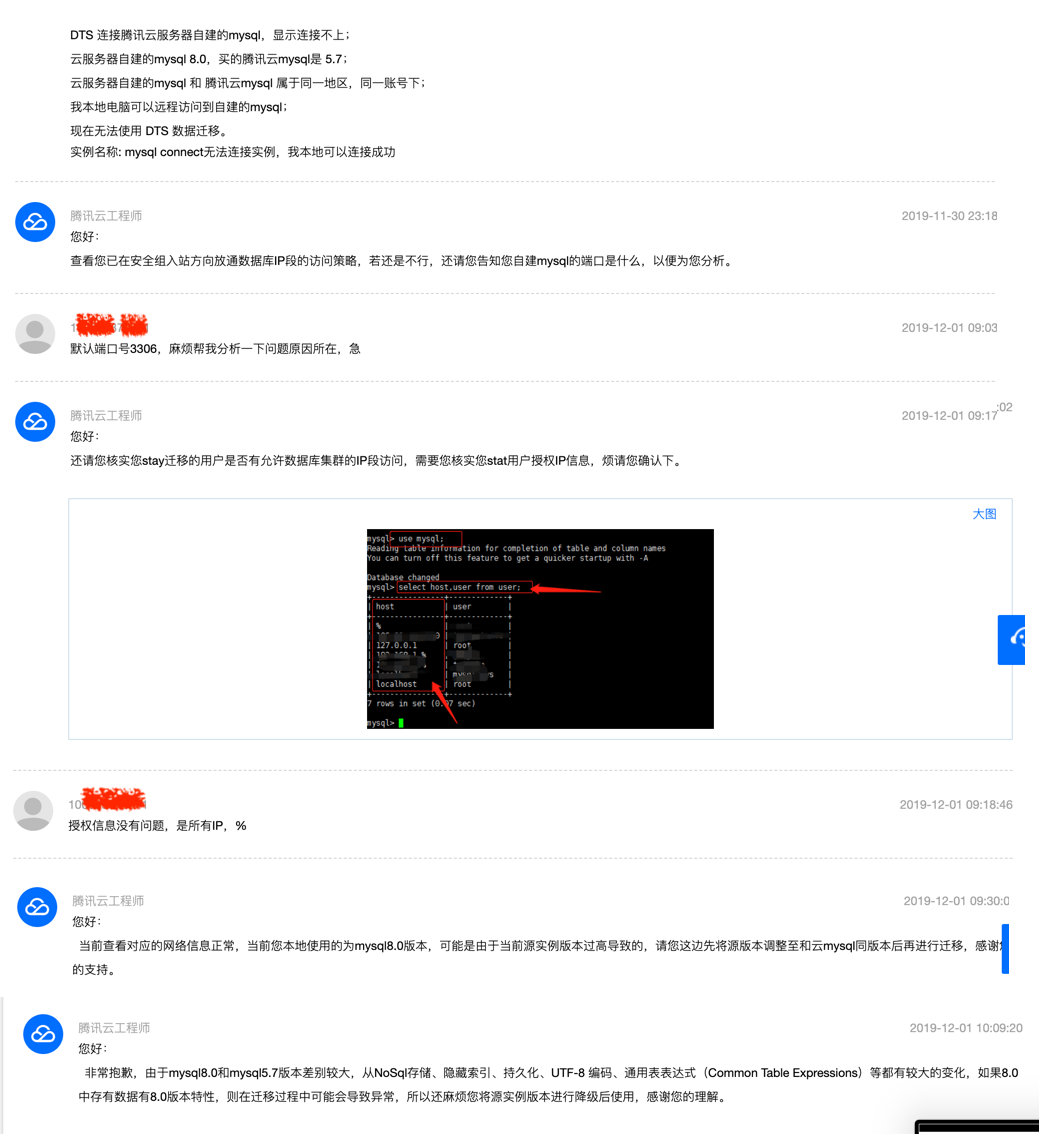 DTS 连接腾讯云服务器自建的mysql，显示连接不上；
云服务器自建的mysql 8.0，买的腾讯云mysql是 5.7；
云服务器自建的mysql 和 腾讯云mysql 属于同一地区，同一账号下；
我本地电脑可以远程访问到自建的mysql；
现在无法使用 DTS 数据迁移。
实例名称: mysql connect无法连接实例，我本地可以连接成功
腾讯云工程师 2019-11-30 23:18
您好：
查看您已在安全组入站方向放通数据库IP段的访问策略，若还是不行，还请您告知您自建mysql的端口是什么，以便为您分析。
2019-12-01 09:03
默认端口号3306，麻烦帮我分析一下问题原因所在，急
腾讯云工程师 2019-12-01 09:17:02
您好：
还请您核实您stay迁移的用户是否有允许数据库集群的IP段访问，需要您核实您stat用户授权IP信息，烦请您确认下。
大图
mysql> use mysql;
Reading table information for completion of table and column names
You can turn off this feature to get a quicker startup with -A
Database changed
mysql> select host,user from user;
| host | user |
| %
| 127.0.0.1 | root |
| localhost | root |
7 rows in set (0.07 sec)
mysql>
2019-12-01 09:18:46
授权信息没有问题，是所有IP，%
腾讯云工程师 2019-12-01 09:30:0
您好：
当前查看对应的网络信息正常，当前您本地使用的为mysql8.0版本，可能是由于当前源实例版本过高导致的，请您这边先将源版本调整至和云mysql同版本后再进行迁移，感谢您
的支持。
腾讯云工程师 2019-12-01 10:09:20
您好：
非常抱歉，由于mysql8.0和mysql5.7版本差别较大，从NoSql存储、隐藏索引、持久化、UTF-8 编码、通用表表达式（Common Table Expressions）等都有较大的变化，如果8.0
中存有数据有8.0版本特性，则在迁移过程中可能会导致异常，所以还麻烦您将源实例版本进行降级后使用，感谢您的理解。